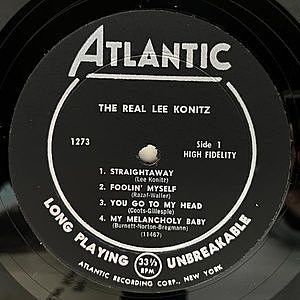 ATLANTIC
THE REAL LEE KONITZ
1273
Side 1
HIGH FIDELITY
1. STRAIGHTAWAY
(Lee Konitz)
2. FOOLIN' MYSELF
(Razaf-Waller)
3. YOU GO TO MY HEAD
(Coots-Gillespie)
4. MY MELANCHOLY BABY
(Burnett-Norton-Bregmann)
(11467)
LONG PLAYING 33⅓ RPM UNBREAKABLE
ATLANTIC RECORDING CORP., NEW YORK